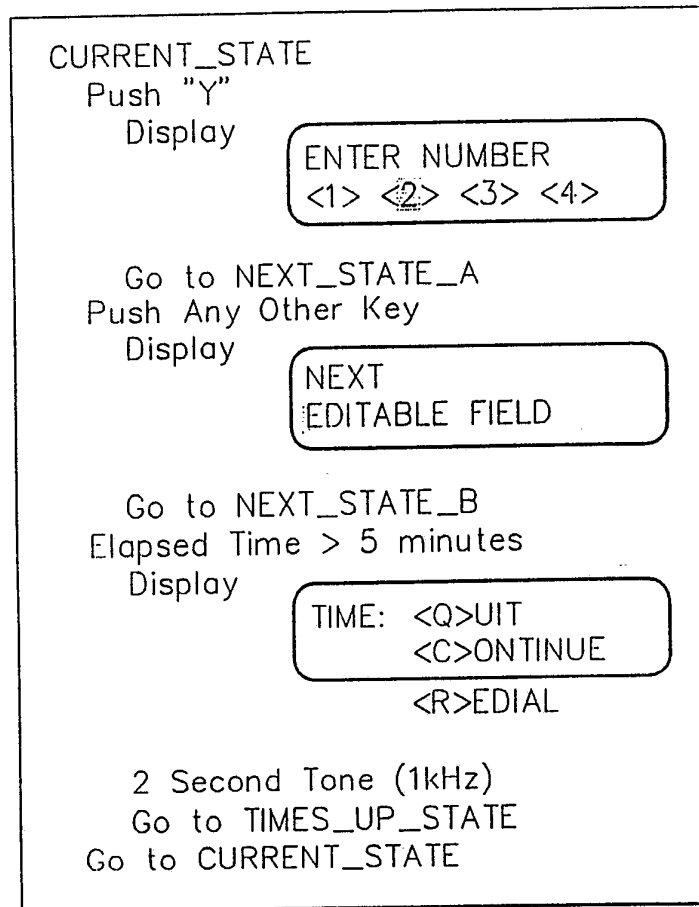 CURRENT_STATE
Push "Y"
Display
ENTER NUMBER
<1> <2> <3> <4>
Go to NEXT_STATE_A
Push Any Other Key
Display
NEXT
EDITABLE FIELD
Go to NEXT_STATE_B
Elapsed Time > 5 minutes
Display
TIME: <Q>UIT
<C>ONTINUE
<R>EDIAL
2 Second Tone (1kHz)
Go to TIMES_UP_STATE
Go to CURRENT_STATE